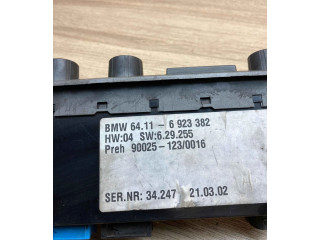 BMW 64.11 - 6 923 382
HW:04 SW:6.29.255
Preh 90025-123/0016
SER.NR: 34.247 21.03.02